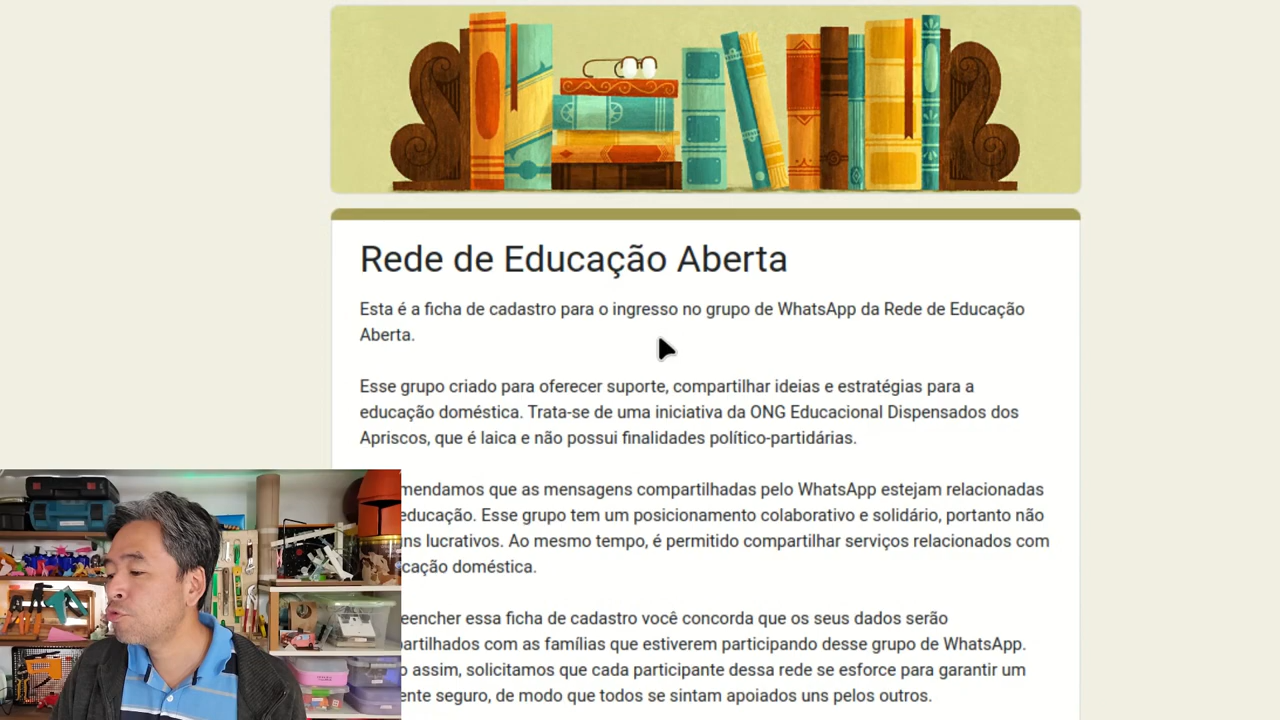 Rede de Educação Aberta
Esta é a ficha de cadastro para o ingresso no grupo de WhatsApp da Rede de Educação
Aberta.
Esse grupo criado para oferecer suporte, compartilhar ideias e estratégias para a
educação doméstica. Trata-se de uma iniciativa da ONG Educacional Dispensados dos
Apriscos, que é laica e não possui finalidades político-partidárias.
mendamos que as mensagens compartilhadas pelo WhatsApp estejam relacionadas
educação. Esse grupo tem um posicionamento colaborativo e solidário, portanto não
ns lucrativos. Ao mesmo tempo, é permitido compartilhar serviços relacionados com
cação doméstica.
eencher essa ficha de cadastro você concorda que os seus dados serão
partilhados com as famílias que estiverem participando desse grupo de WhatsApp.
o assim, solicitamos que cada participante dessa rede se esforce para garantir um
ente seguro, de modo que todos se sintam apoiados uns pelos outros.